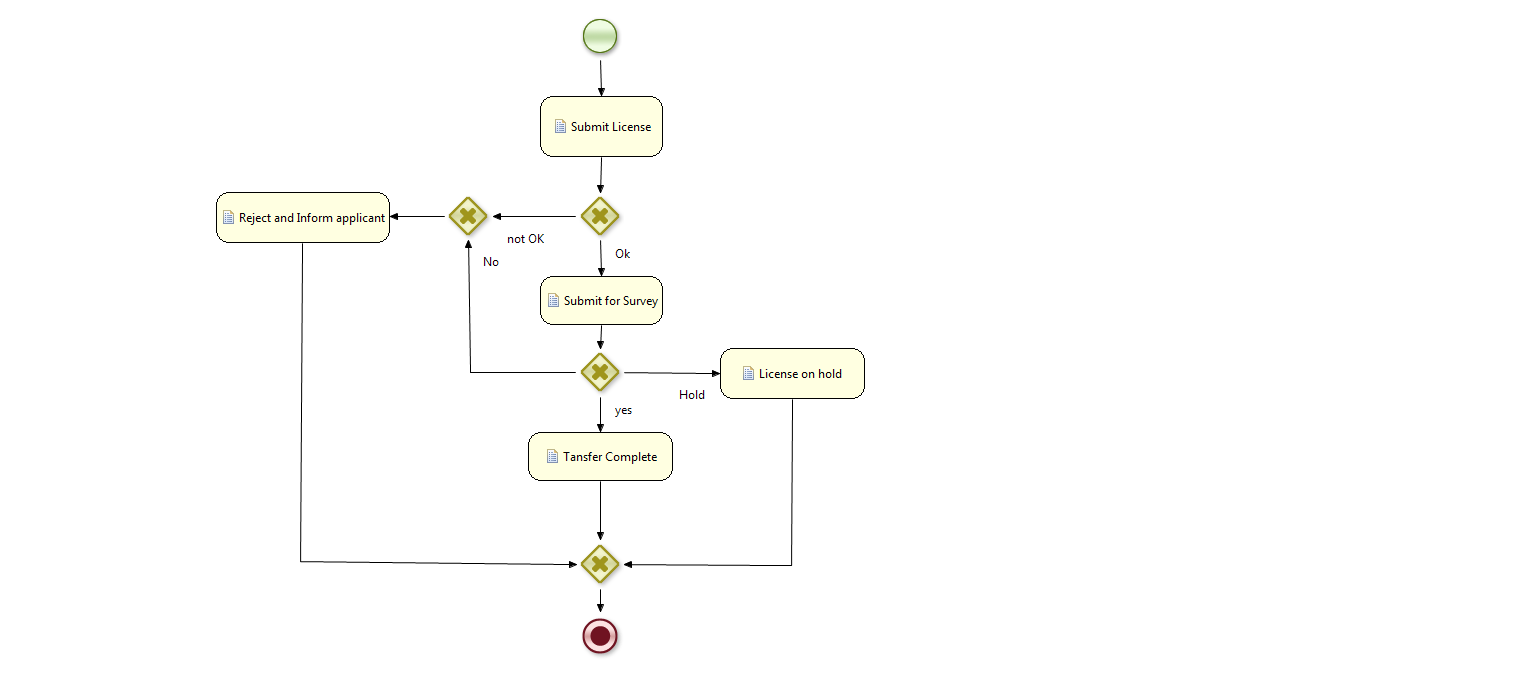 Submit License
Reject and Inform applicant
not OK
Ok
No
Submit for Survey
License on hold
Hold
yes
Tansfer Complete